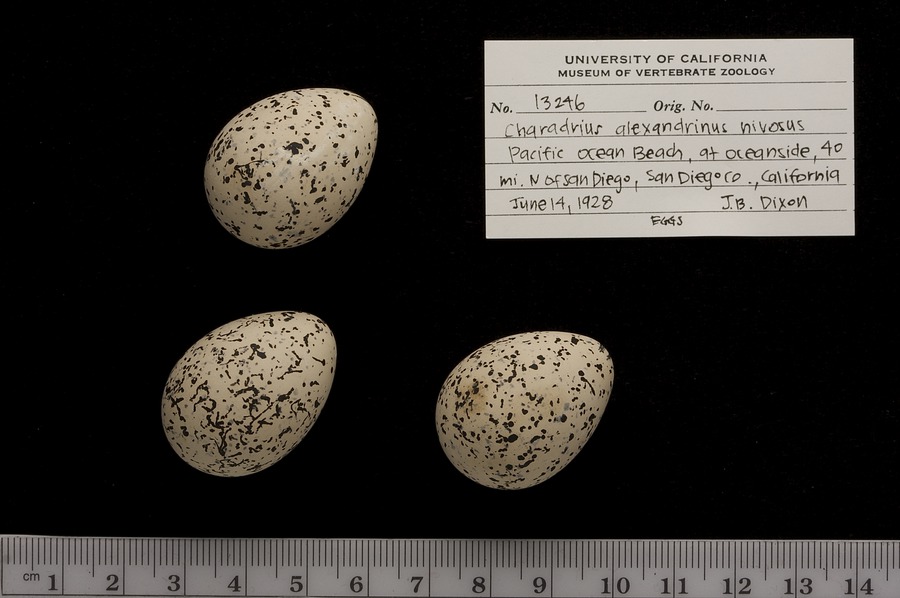 UNIVERSITY OF CALIFORNIA
MUSEUM OF VERTEBRATE ZOOLOGY
No. 13246 Orig. No.
Charadrius alexandrinus nivosus
Pacific ocean Beach, at oceanside, 40
mi. N of san Diego, San Diego co., California
June 14, 1928 J.B. Dixon
EGGS
cm 1 2 3 4 5 6 7 8 9 10 11 12 13 14